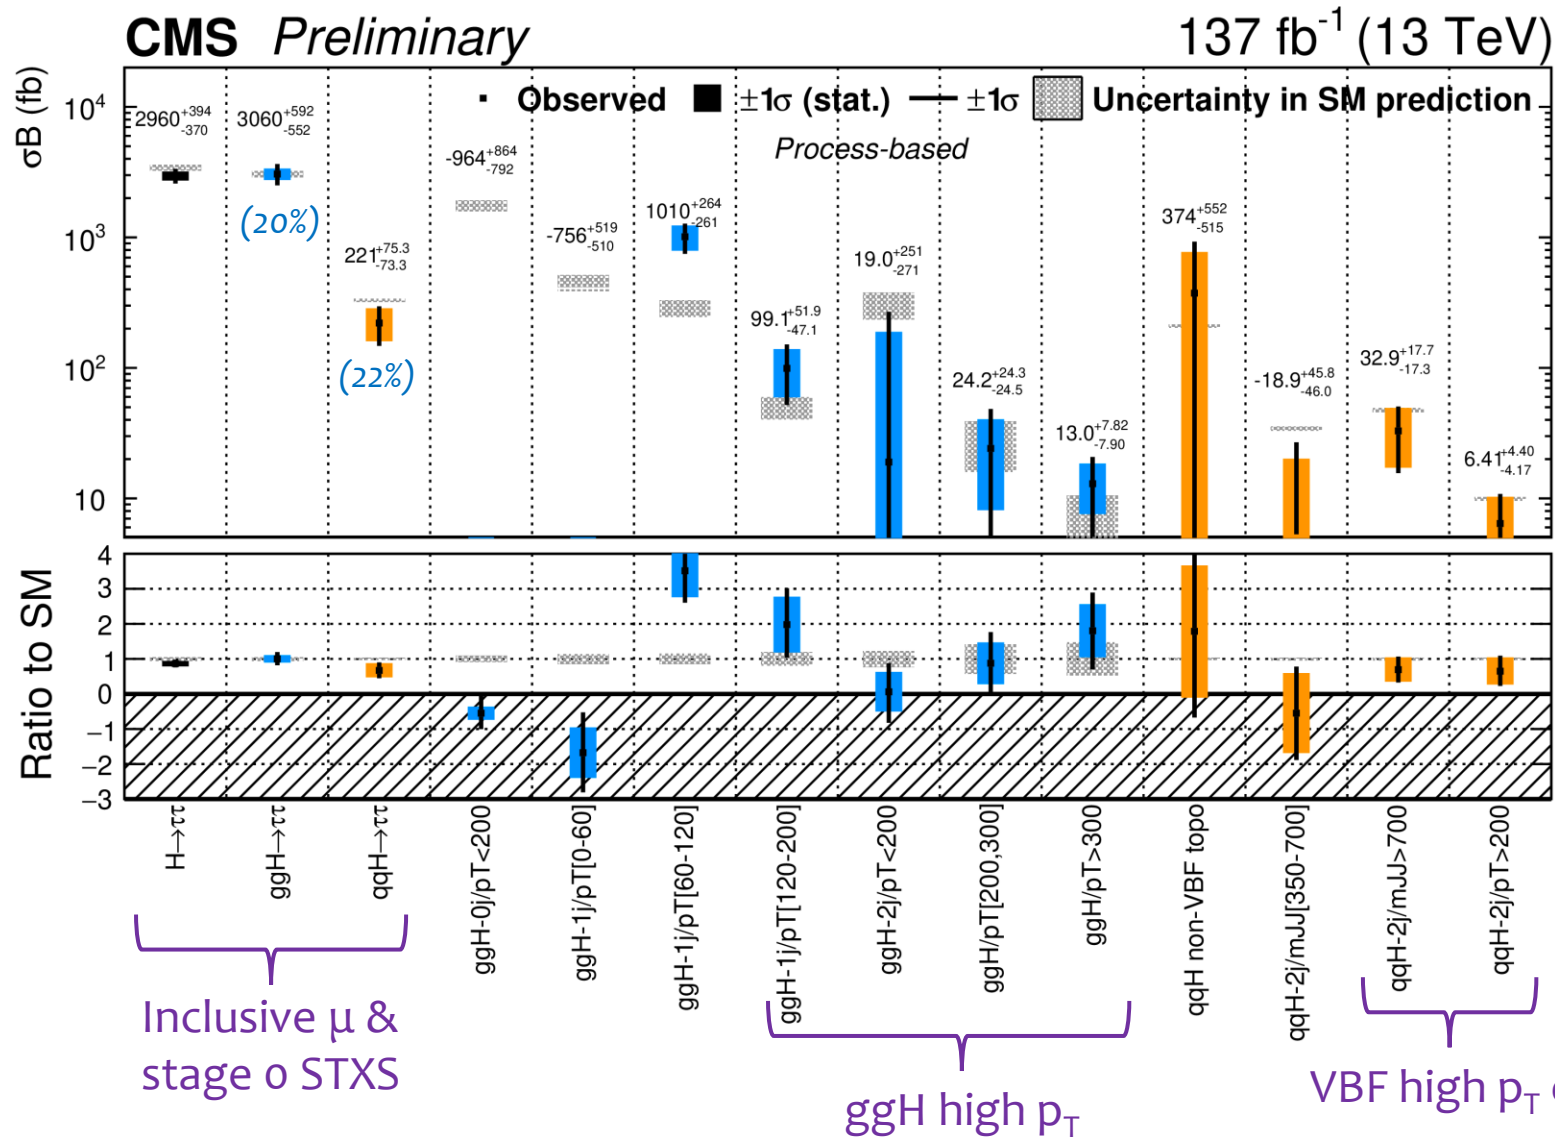 CMS Preliminary 137 fb-1 (13 TeV)
σB (fb)
10^4
10^3
10^2
10
Observed ±1σ (stat.) ±1σ Uncertainty in SM prediction
Process-based
2960 +394 -370
3060 +592 -552
(20%)
221 +75.3 -73.3
(22%)
-964 +864 -792
-756 +519 -510
1010 +264 -261
99.1 +51.9 -47.1
19.0 +251 -271
24.2 +24.3 -24.5
13.0 +7.82 -7.90
374 +552 -515
-18.9 +45.8 -46.0
32.9 +17.7 -17.3
6.41 +4.40 -4.17
Ratio to SM
4
3
2
1
0
−1
−2
−3
H→ττ
ggH→ττ
qqH→ττ
ggH-0j/pT<200
ggH-1j/pT[0-60]
ggH-1j/pT[60-120]
ggH-1j/pT[120-200]
ggH-2j/pT<200
ggH/pT[200,300]
ggH/pT>300
qqH non-VBF topo
qqH-2j/mJJ[350-700]
qqH-2j/mJJ>700
qqH-2j/pT>200
Inclusive μ &
stage 0 STXS
ggH high pT
VBF high pT